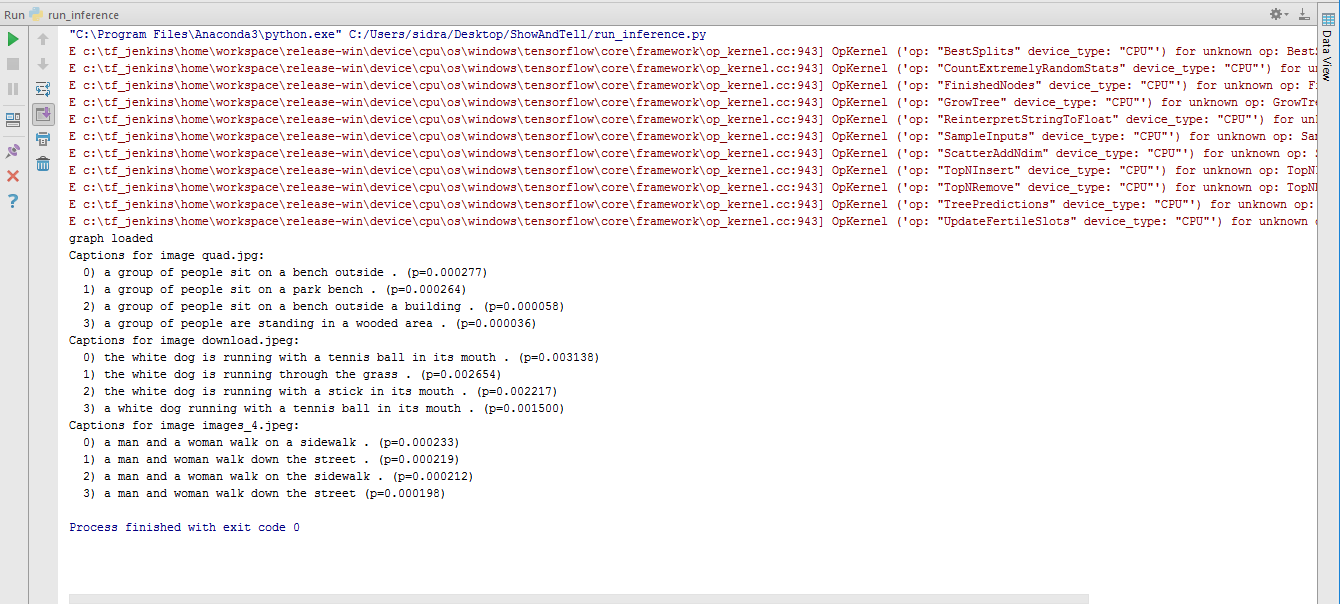 Run run_inference
"C:\Program Files\Anaconda3\python.exe" C:/Users/sidra/Desktop/ShowAndTell/run_inference.py
E c:\tf_jenkins\home\workspace\release-win\device\cpu\os\windows\tensorflow\core\framework\op_kernel.cc:943] OpKernel ('op: "BestSplits" device_type: "CPU"') for unknown op: BestS
E c:\tf_jenkins\home\workspace\release-win\device\cpu\os\windows\tensorflow\core\framework\op_kernel.cc:943] OpKernel ('op: "CountExtremelyRandomStats" device_type: "CPU"') for un
E c:\tf_jenkins\home\workspace\release-win\device\cpu\os\windows\tensorflow\core\framework\op_kernel.cc:943] OpKernel ('op: "FinishedNodes" device_type: "CPU"') for unknown op: Fi
E c:\tf_jenkins\home\workspace\release-win\device\cpu\os\windows\tensorflow\core\framework\op_kernel.cc:943] OpKernel ('op: "GrowTree" device_type: "CPU"') for unknown op: GrowTre
E c:\tf_jenkins\home\workspace\release-win\device\cpu\os\windows\tensorflow\core\framework\op_kernel.cc:943] OpKernel ('op: "ReinterpretStringToFloat" device_type: "CPU"') for unk
E c:\tf_jenkins\home\workspace\release-win\device\cpu\os\windows\tensorflow\core\framework\op_kernel.cc:943] OpKernel ('op: "SampleInputs" device_type: "CPU"') for unknown op: Sam
E c:\tf_jenkins\home\workspace\release-win\device\cpu\os\windows\tensorflow\core\framework\op_kernel.cc:943] OpKernel ('op: "ScatterAddNdim" device_type: "CPU"') for unknown op: S
E c:\tf_jenkins\home\workspace\release-win\device\cpu\os\windows\tensorflow\core\framework\op_kernel.cc:943] OpKernel ('op: "TopNInsert" device_type: "CPU"') for unknown op: TopNI
E c:\tf_jenkins\home\workspace\release-win\device\cpu\os\windows\tensorflow\core\framework\op_kernel.cc:943] OpKernel ('op: "TopNRemove" device_type: "CPU"') for unknown op: TopNR
E c:\tf_jenkins\home\workspace\release-win\device\cpu\os\windows\tensorflow\core\framework\op_kernel.cc:943] OpKernel ('op: "TreePredictions" device_type: "CPU"') for unknown op:
E c:\tf_jenkins\home\workspace\release-win\device\cpu\os\windows\tensorflow\core\framework\op_kernel.cc:943] OpKernel ('op: "UpdateFertileSlots" device_type: "CPU"') for unknown o
graph loaded
Captions for image quad.jpg:
  0) a group of people sit on a bench outside . (p=0.000277)
  1) a group of people sit on a park bench . (p=0.000264)
  2) a group of people sit on a bench outside a building . (p=0.000058)
  3) a group of people are standing in a wooded area . (p=0.000036)
Captions for image download.jpeg:
  0) the white dog is running with a tennis ball in its mouth . (p=0.003138)
  1) the white dog is running through the grass . (p=0.002654)
  2) the white dog is running with a stick in its mouth . (p=0.002217)
  3) a white dog running with a tennis ball in its mouth . (p=0.001500)
Captions for image images_4.jpeg:
  0) a man and a woman walk on a sidewalk . (p=0.000233)
  1) a man and woman walk down the street . (p=0.000219)
  2) a man and a woman walk on the sidewalk . (p=0.000212)
  3) a man and woman walk down the street (p=0.000198)
Process finished with exit code 0
Data View